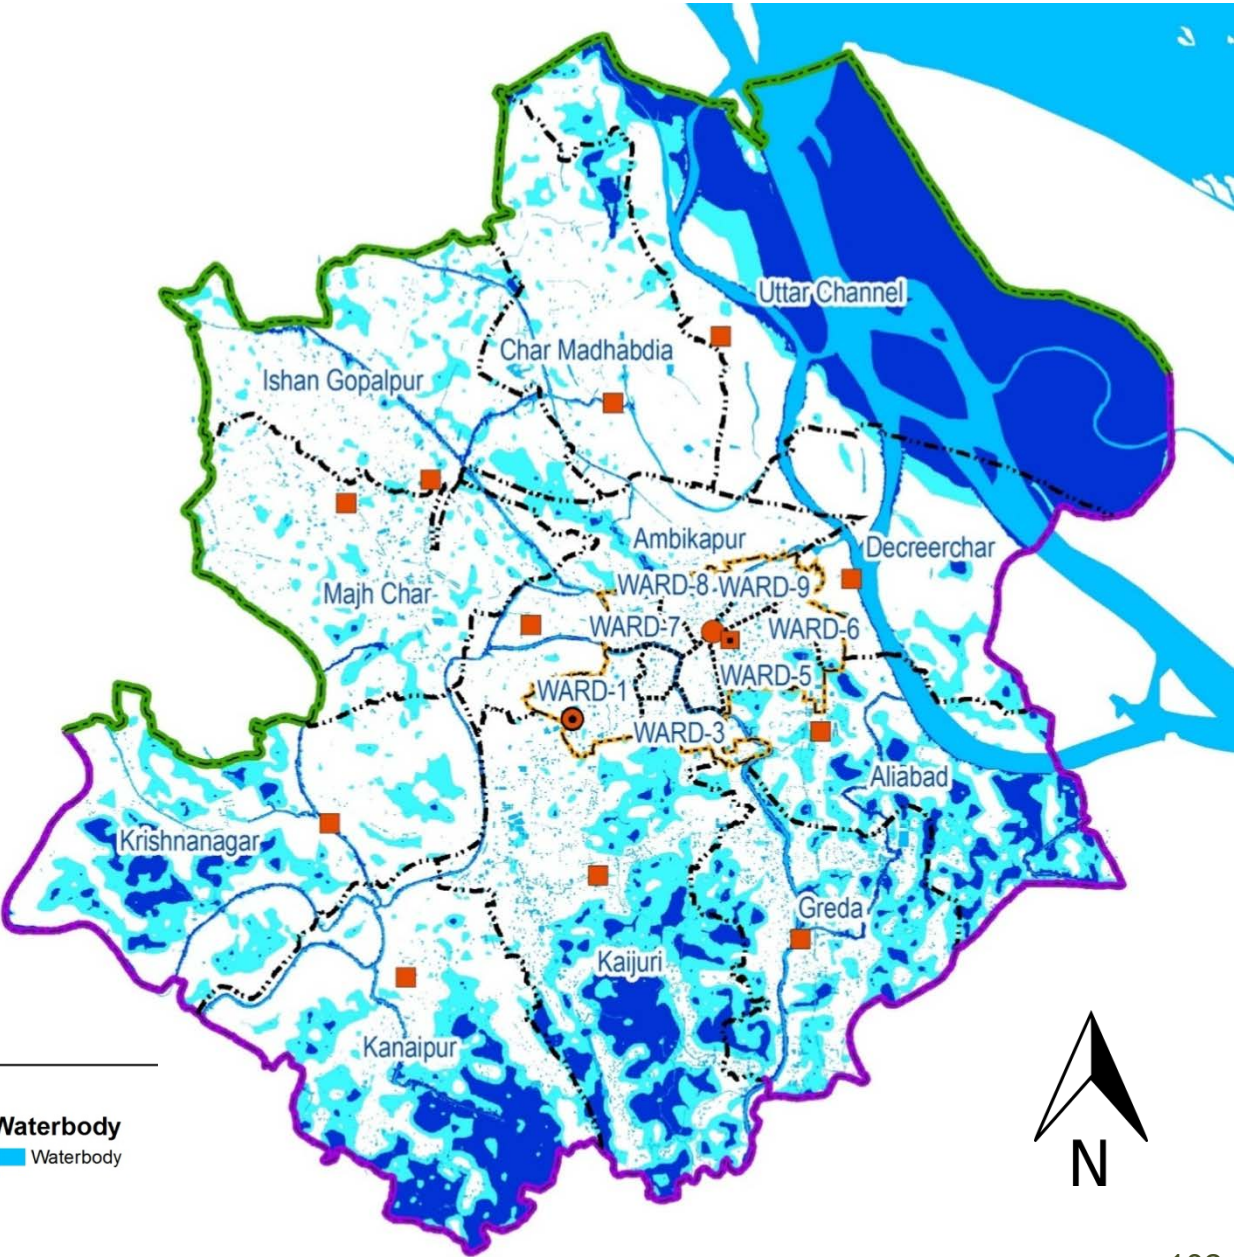 Uttar Channel
Char Madhabdia
Ishan Gopalpur
Ambikapur
Decreerchar
WARD-8
WARD-9
Majh Char
WARD-7
WARD-6
WARD-5
WARD-1
WARD-3
Aliabad
Krishnanagar
Greda
Kaijuri
Kanaipur
Waterbody
Waterbody
N